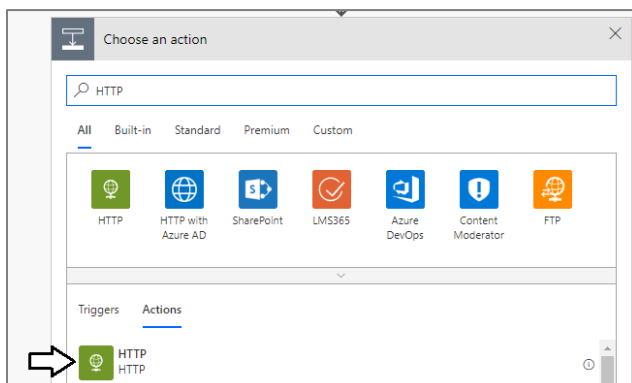 Choose an action
HTTP
All Built-in Standard Premium Custom
HTTP HTTP with SharePoint LMS365 Azure Content FTP
Azure AD DevOps Moderator
Triggers Actions
HTTP
HTTP